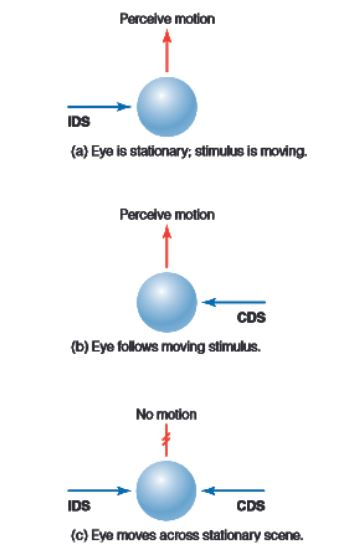 Perceive motion
IDS
(a) Eye is stationary; stimulus is moving.
Perceive motion
CDS
(b) Eye follows moving stimulus.
No motion
IDS CDS
(c) Eye moves across stationary scene.